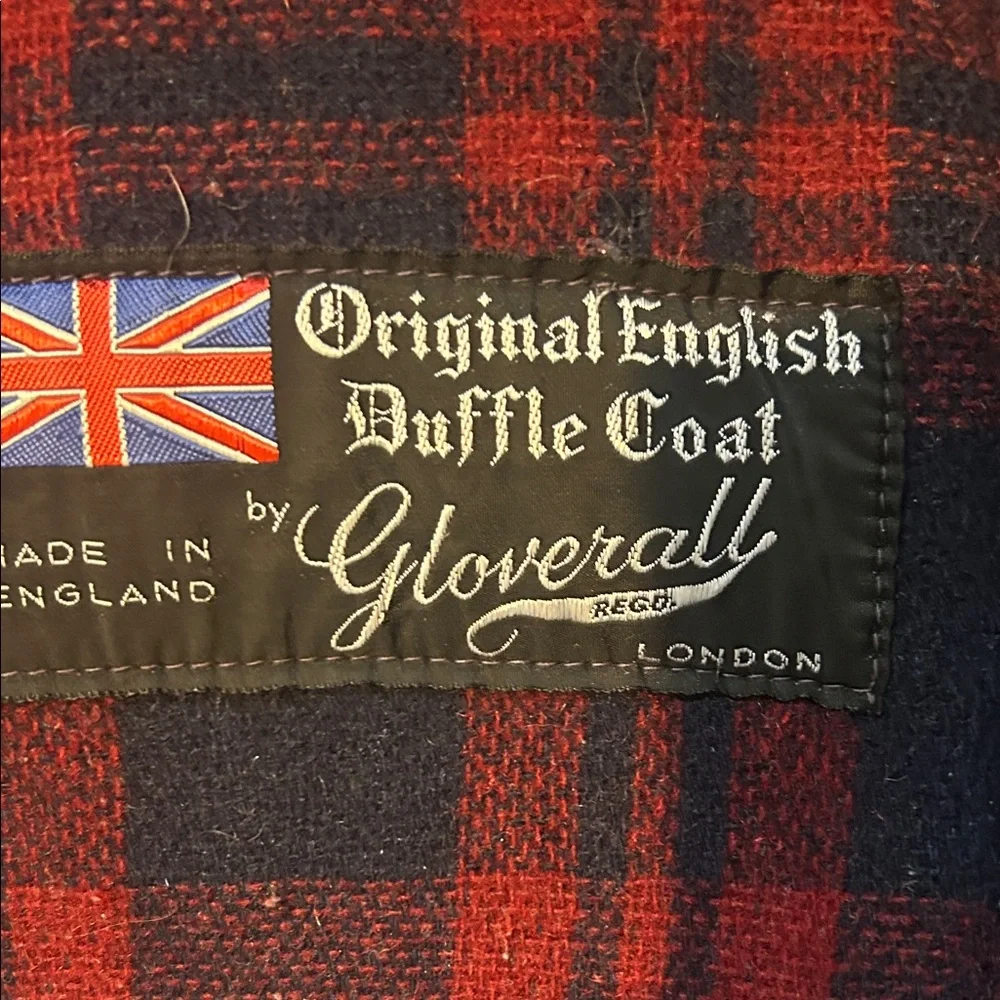 Original English
Duffle Coat
by Gloverall
REGD.
LONDON
MADE IN
ENGLAND